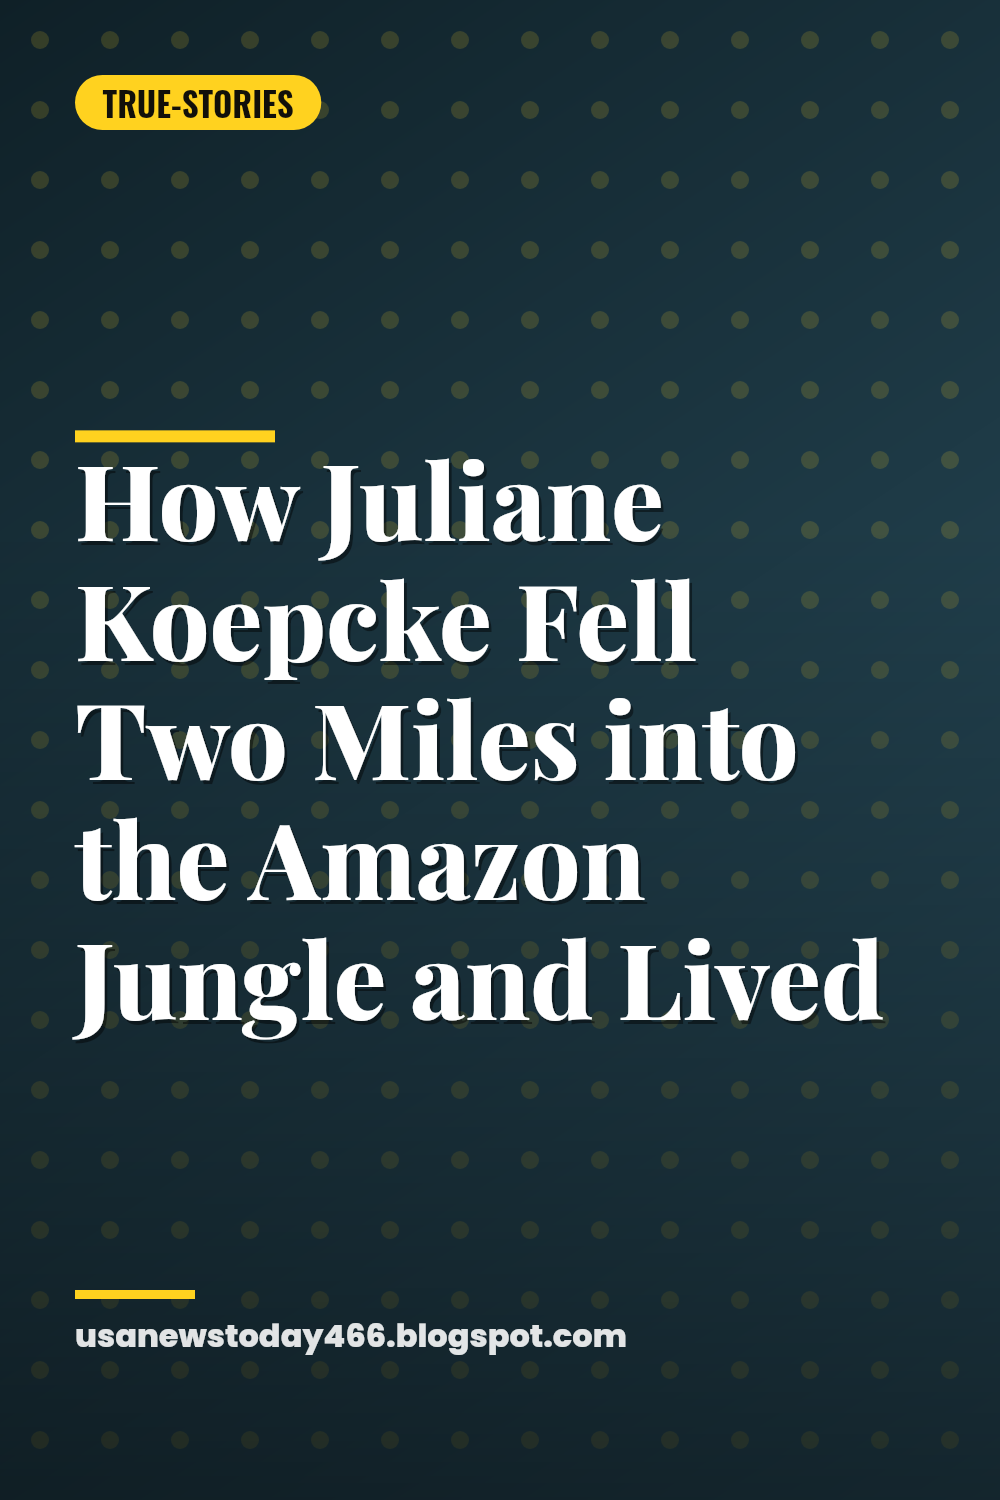 TRUE-STORIES
How Juliane
Koepcke Fell
Two Miles into
the Amazon
Jungle and Lived
usanewstoday466.blogspot.com